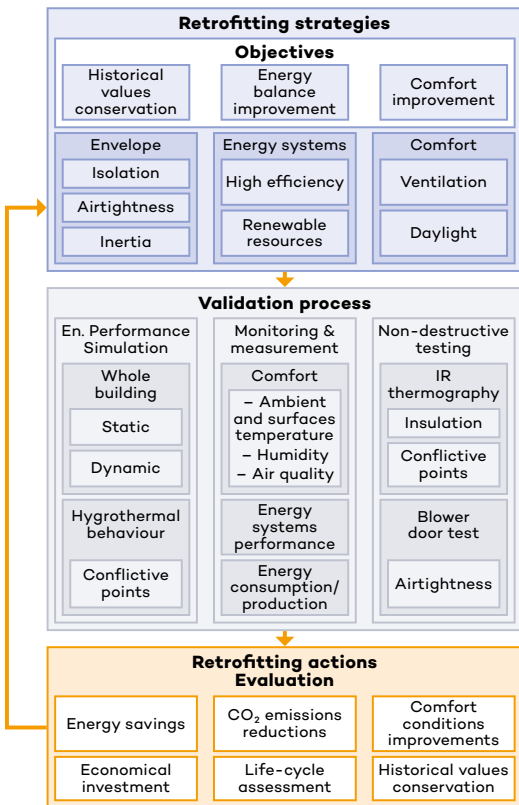 Retrofitting strategies
Objectives
Historical
values
conservation
Energy
balance
improvement
Comfort
improvement
Envelope
Isolation
Airtightness
Inertia
Energy systems
High efficiency
Renewable
resources
Comfort
Ventilation
Daylight
Validation process
En. Performance
Simulation
Whole
building
Static
Dynamic
Hygrothermal
behaviour
Conflictive
points
Monitoring &
measurement
Comfort
– Ambient
and surfaces
temperature
– Humidity
– Air quality
Energy
systems
performance
Energy
consumption/
production
Non-destructive
testing
IR
thermography
Insulation
Conflictive
points
Blower
door test
Airtightness
Retrofitting actions
Evaluation
Energy savings
CO₂ emissions
reductions
Comfort
conditions
improvements
Economical
investment
Life-cycle
assessment
Historical values
conservation